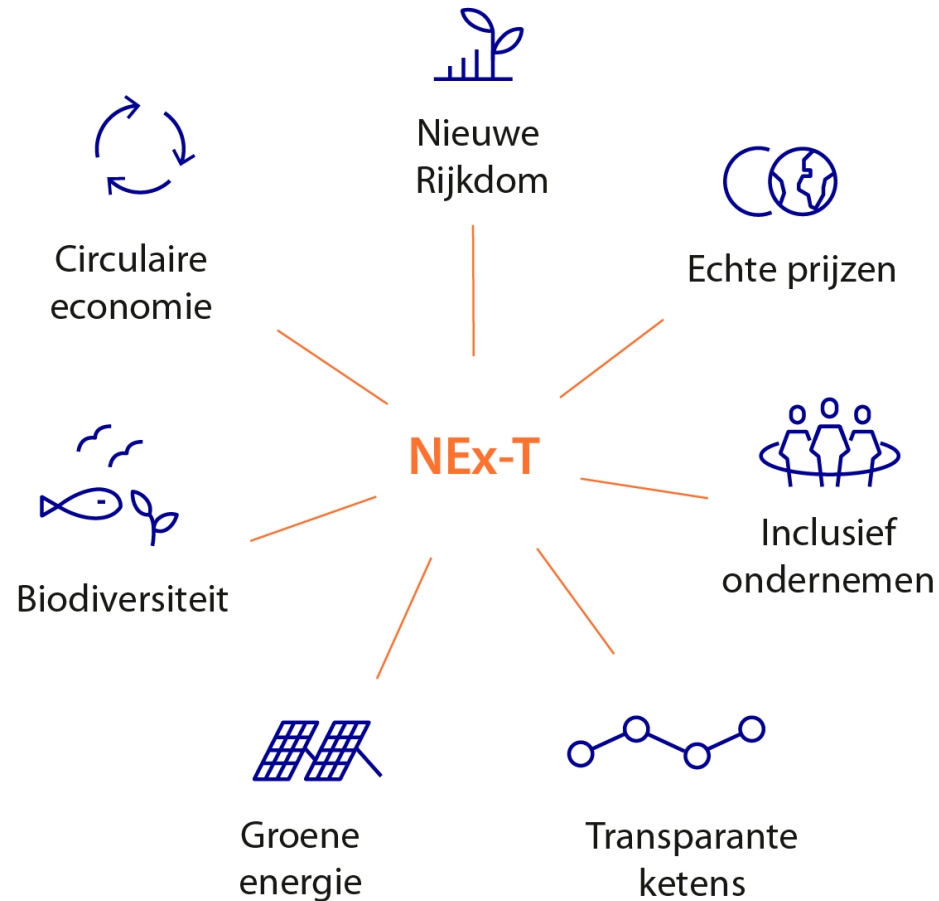 Nieuwe
Rijkdom
Echte prijzen
Circulaire
economie
NEx-T
Inclusief
ondernemen
Biodiversiteit
Groene
energie
Transparante
ketens